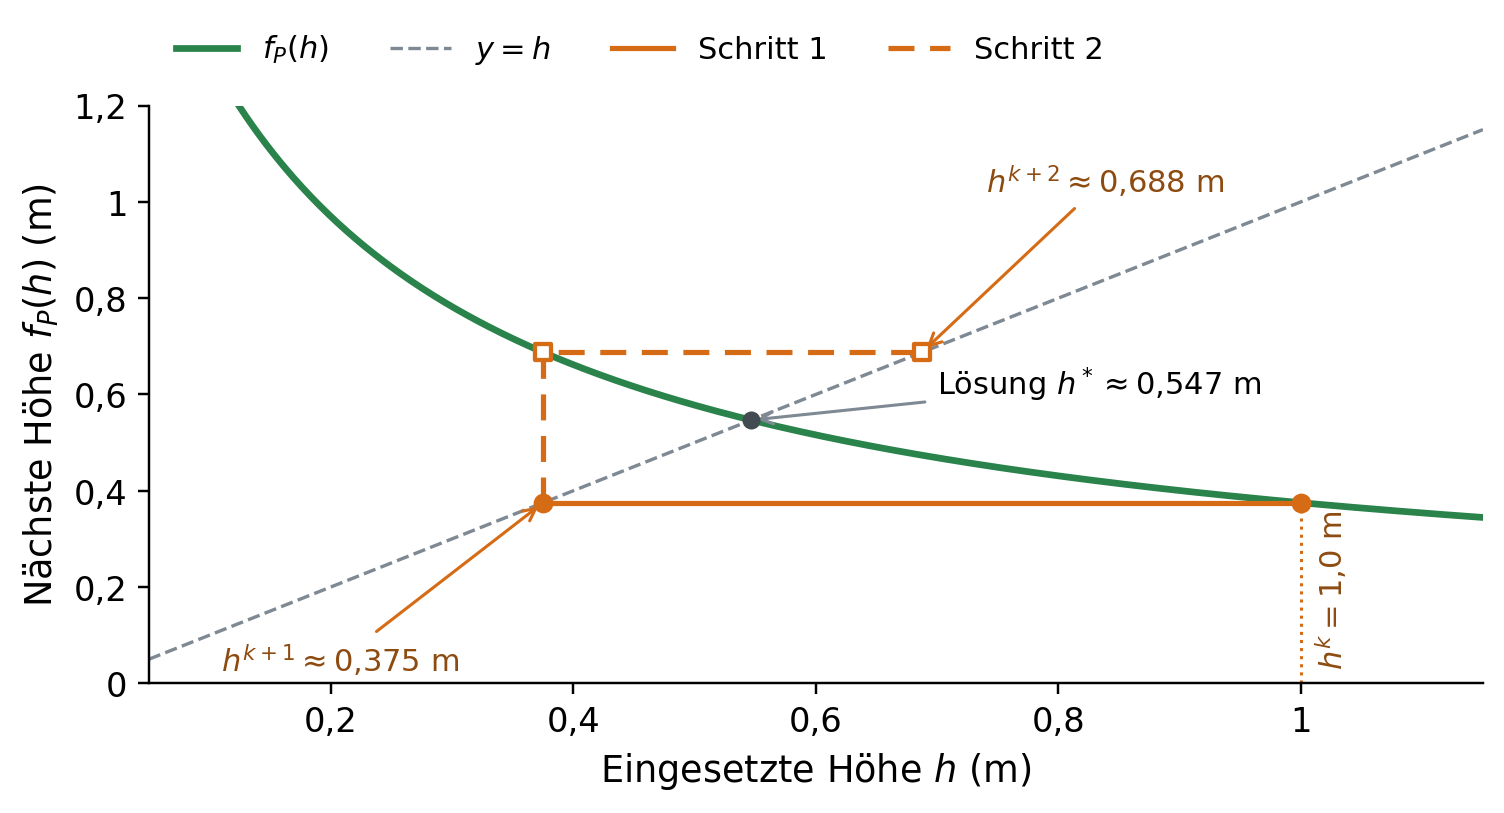 f_P(h)
y = h
Schritt 1
Schritt 2
Nächste Höhe f_P(h) (m)
1,2
1
0,8
0,6
0,4
0,2
0
h^{k+2} ≈ 0,688 m
Lösung h^* ≈ 0,547 m
h^{k+1} ≈ 0,375 m
h^k = 1,0 m
0,2
0,4
0,6
0,8
1
Eingesetzte Höhe h (m)